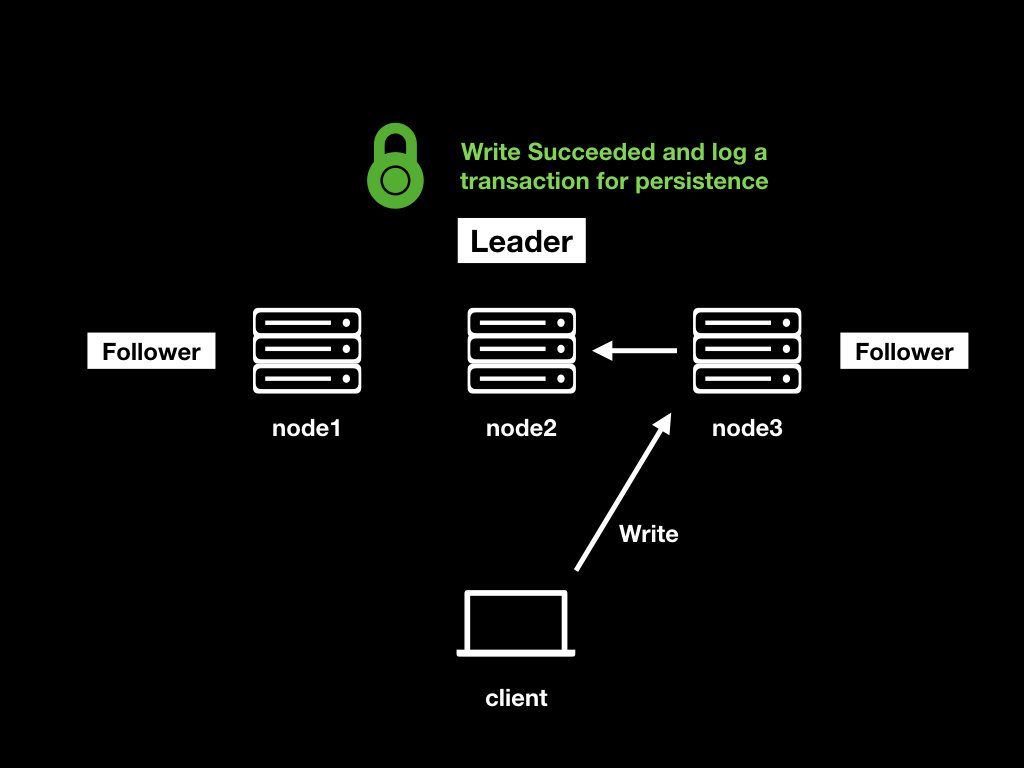 Write Succeeded and log a
transaction for persistence
Leader
Follower
Follower
node1
node2
node3
Write
client